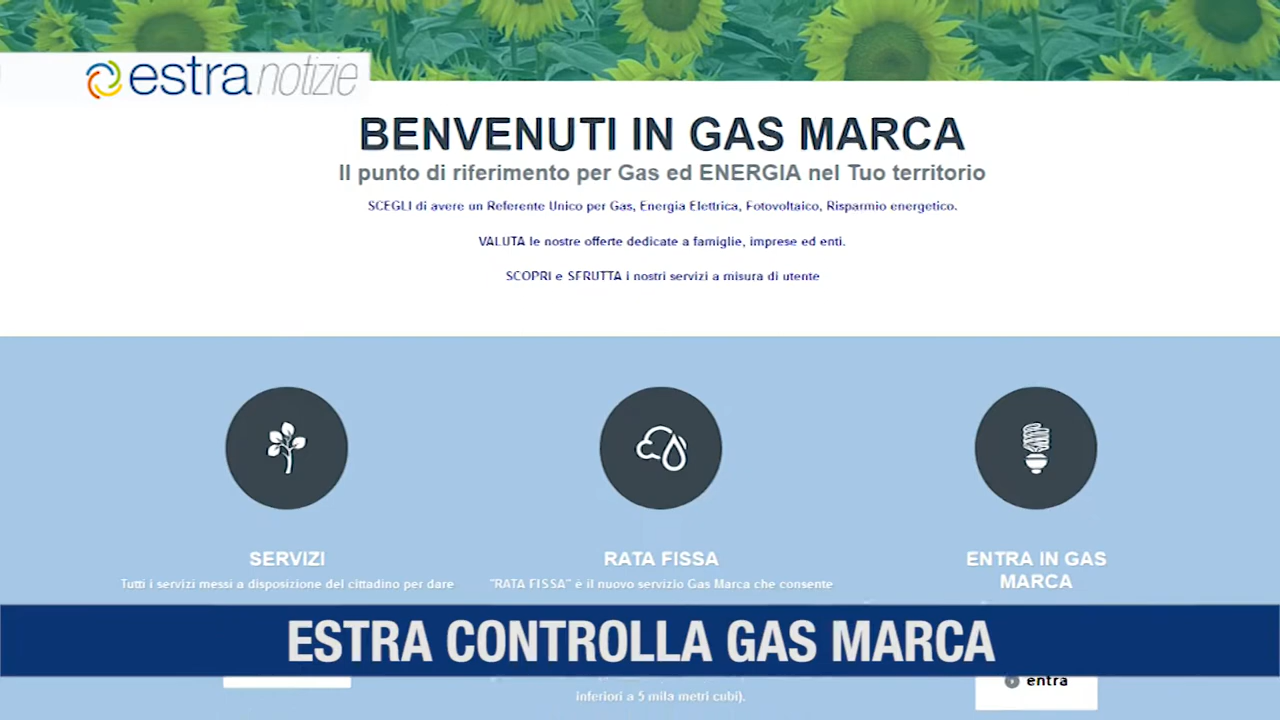 estra notizie
BENVENUTI IN GAS MARCA
Il punto di riferimento per Gas ed ENERGIA nel Tuo territorio
SCEGLI di avere un Referente Unico per Gas, Energia Elettrica, Fotovoltaico, Risparmio energetico.
VALUTA le nostre offerte dedicate a famiglie, imprese ed enti.
SCOPRI e SFRUTTA i nostri servizi a misura di utente
SERVIZI
Tutti i servizi messi a disposizione del cittadino per dare
RATA FISSA
"RATA FISSA" è il nuovo servizio Gas Marca che consente
ENTRA IN GAS
MARCA
ESTRA CONTROLLA GAS MARCA
inferiori a 5 mila metri cubi).
entra